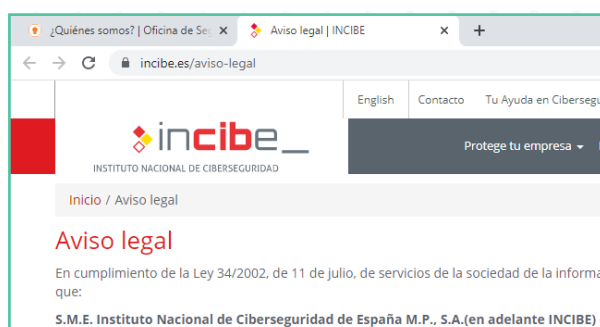 ¿Quiénes somos? | Oficina de Se
Aviso legal | INCIBE
incibe.es/aviso-legal
English Contacto Tu Ayuda en Cibersegu
incibe_
INSTITUTO NACIONAL DE CIBERSEGURIDAD
Protege tu empresa
Inicio / Aviso legal
Aviso legal
En cumplimiento de la Ley 34/2002, de 11 de julio, de servicios de la sociedad de la informa
que:
S.M.E. Instituto Nacional de Ciberseguridad de España M.P., S.A.(en adelante INCIBE)